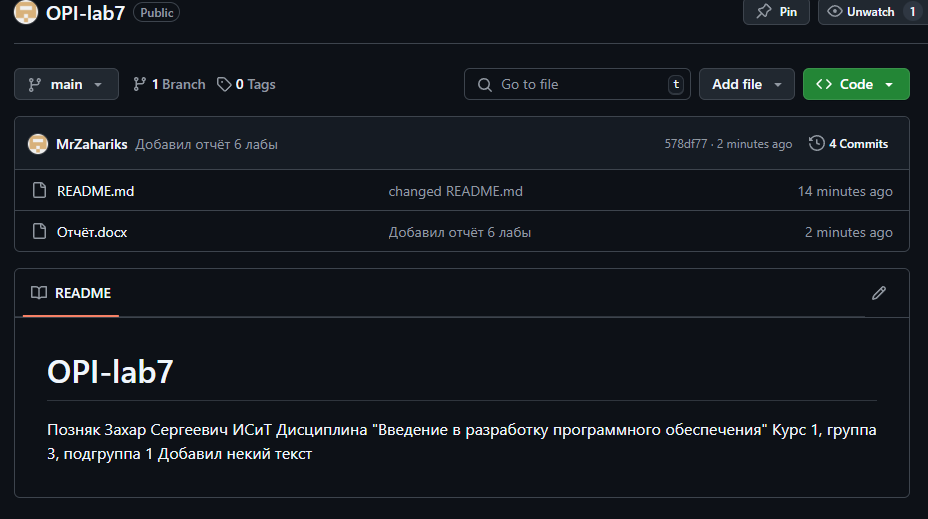 OPI-lab7 Public Pin Unwatch 1
main 1 Branch 0 Tags Go to file t Add file Code
MrZahariks Добавил отчёт 6 лабы 578df77 · 2 minutes ago 4 Commits
README.md changed README.md 14 minutes ago
Отчёт.docx Добавил отчёт 6 лабы 2 minutes ago
README
OPI-lab7
Позняк Захар Сергеевич ИСиТ Дисциплина "Введение в разработку программного обеспечения" Курс 1, группа
3, подгруппа 1 Добавил некий текст